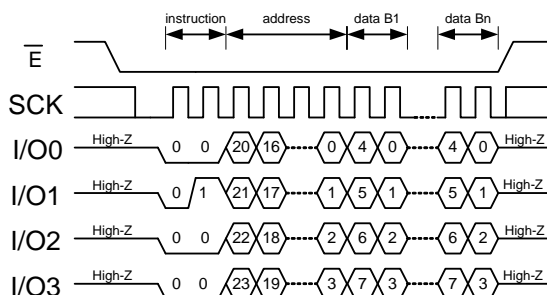 instruction address data B1 data Bn
E
SCK
I/O0 High-Z 0 0 20 16 0 4 0 4 0 High-Z
I/O1 High-Z 0 1 21 17 1 5 1 5 1 High-Z
I/O2 High-Z 0 0 22 18 2 6 2 6 2 High-Z
I/O3 High-Z 0 0 23 19 3 7 3 7 3 High-Z